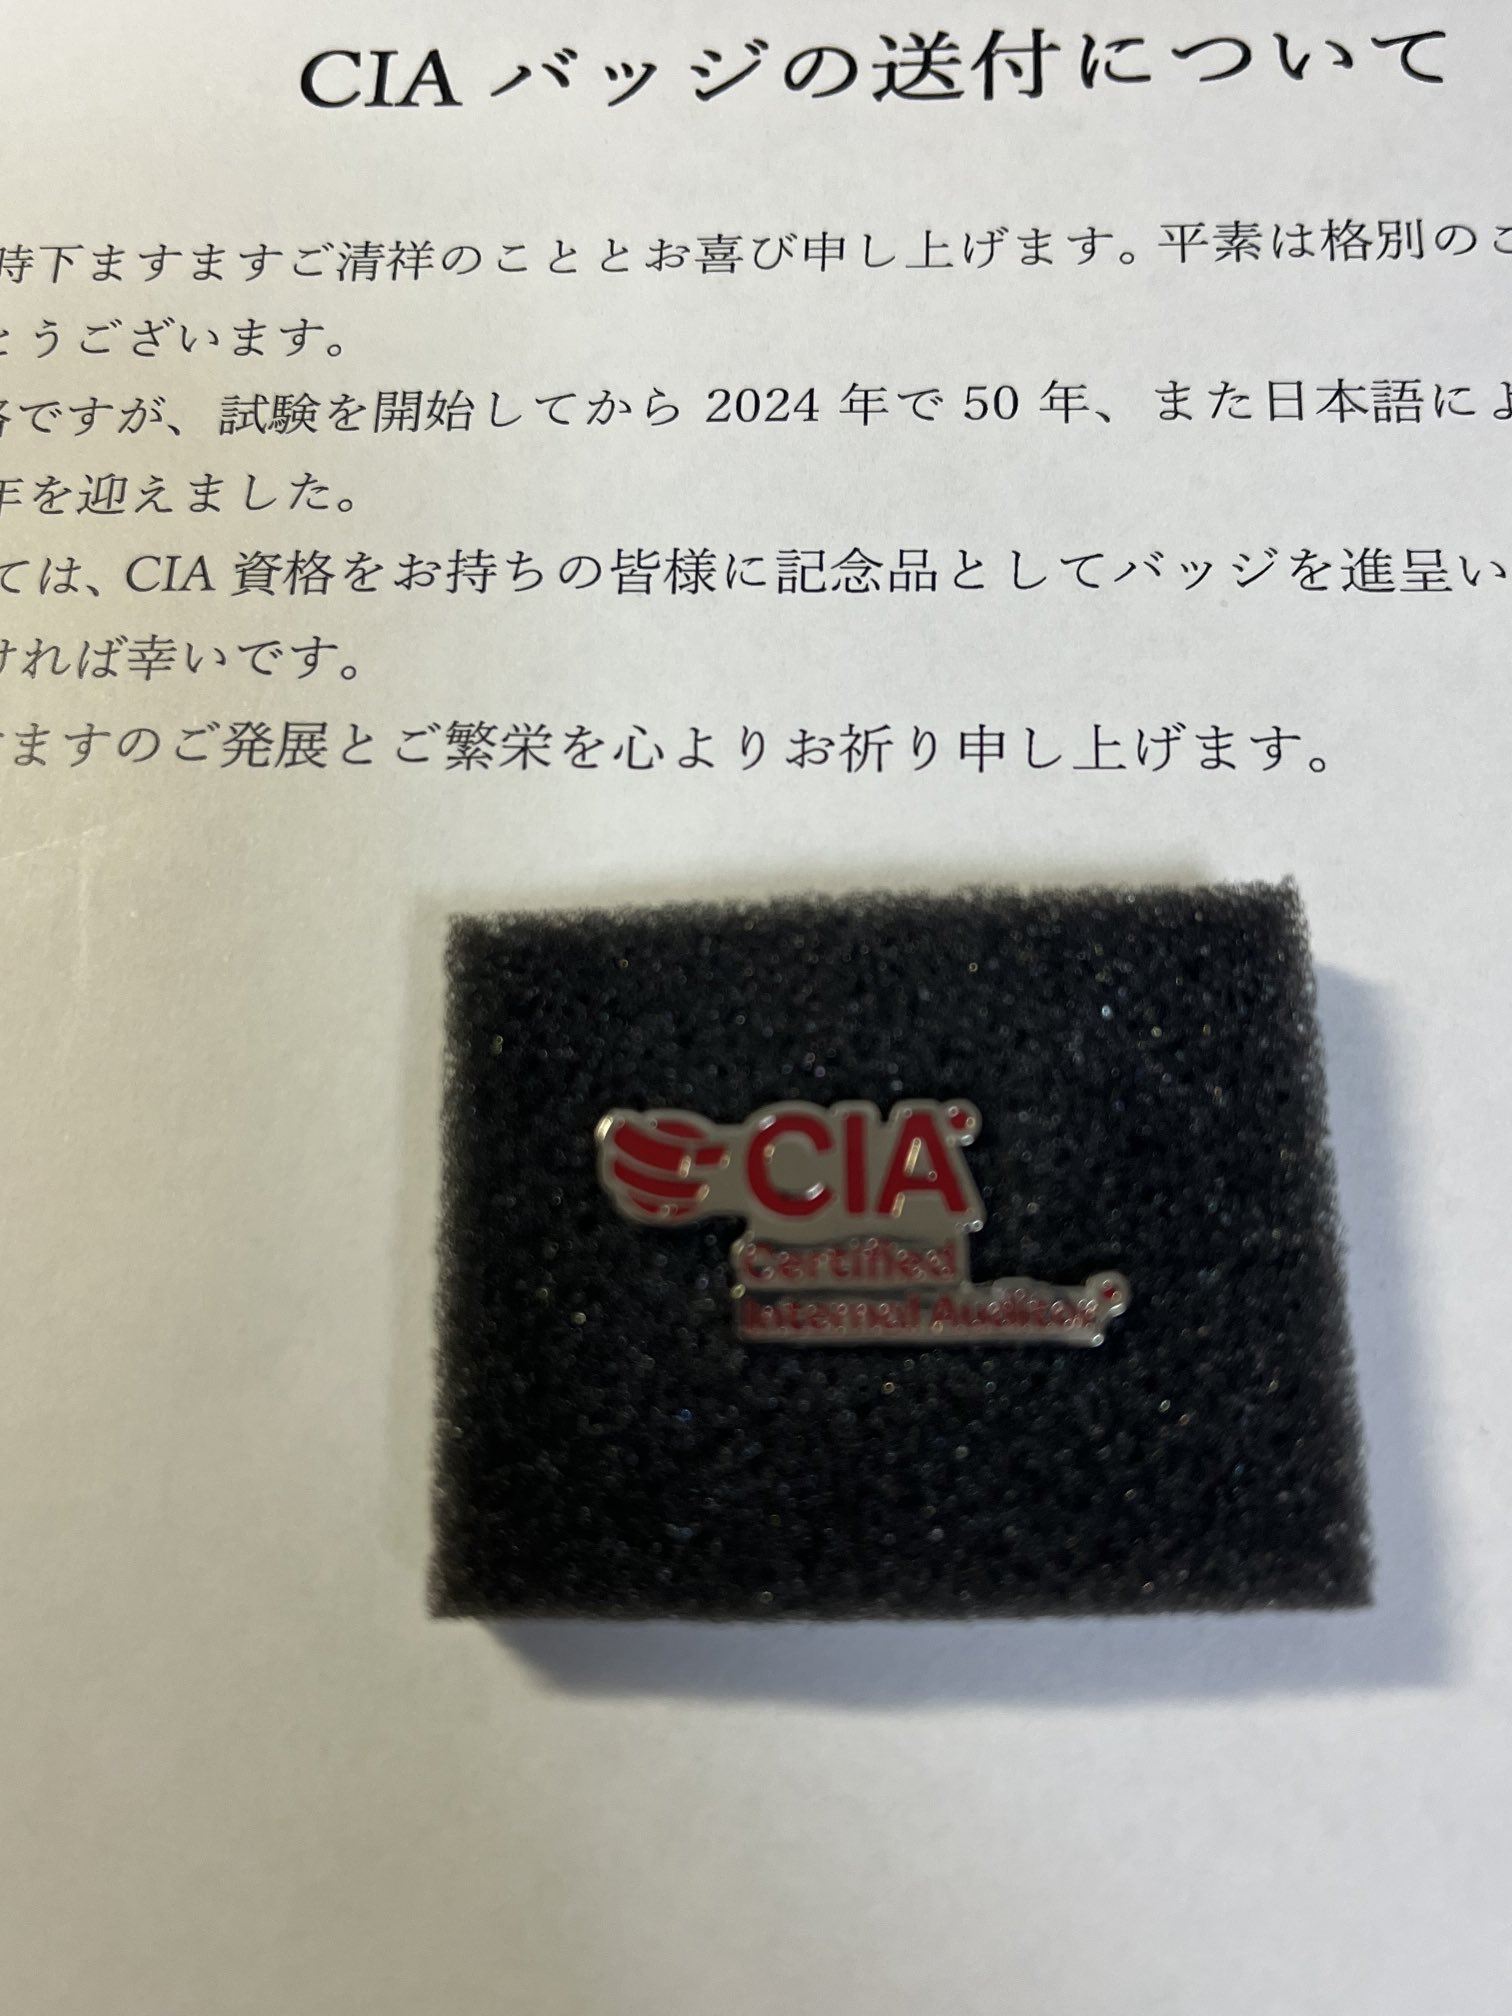 CIA バッジの送付について
時下ますますご清祥のこととお喜び申し上げます。平素は格別のご
とうございます。
格ですが、試験を開始してから 2024 年で 50 年、また日本語によ
年を迎えました。
ては、CIA 資格をお持ちの皆様に記念品としてバッジを進呈い
ければ幸いです。
ますのご発展とご繁栄を心よりお祈り申し上げます。
CIA
Certified
Internal Auditor